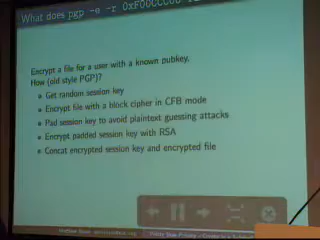 What does pgp -e -r 0xF00CCC00
Encrypt a file for a user with a known pubkey.
How (old style PGP)?
Get random session key
Encrypt file with a block cipher in CFB mode
Pad session key to avoid plaintext guessing attacks
Encrypt padded session key with RSA
Concat encrypted session key and encrypted file